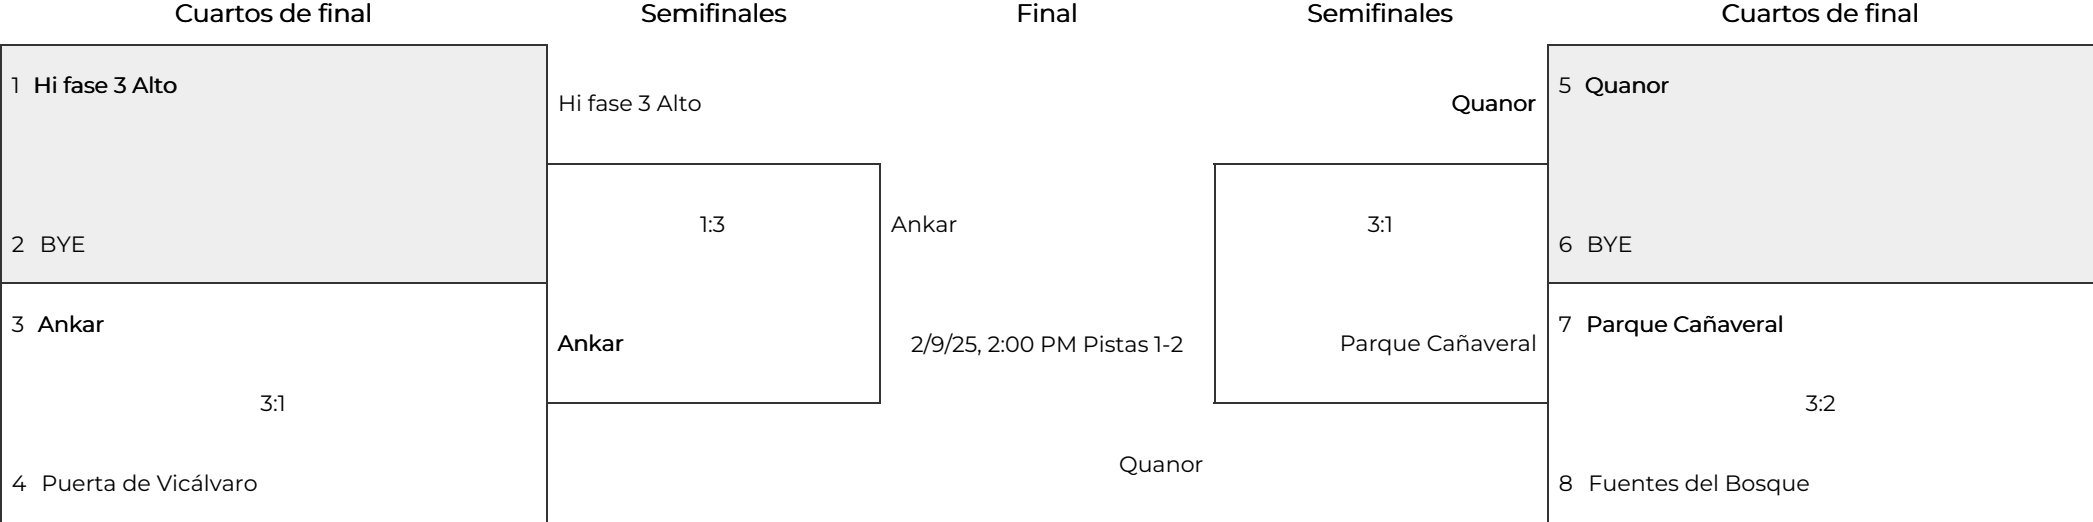 Cuartos de final
Semifinales
Final
Semifinales
Cuartos de final
1 Hi fase 3 Alto
2 BYE
3 Ankar
3:1
4 Puerta de Vicálvaro
Hi fase 3 Alto
1:3
Ankar
Ankar
2/9/25, 2:00 PM Pistas 1-2
Quanor
Quanor
3:1
Parque Cañaveral
5 Quanor
6 BYE
7 Parque Cañaveral
3:2
8 Fuentes del Bosque